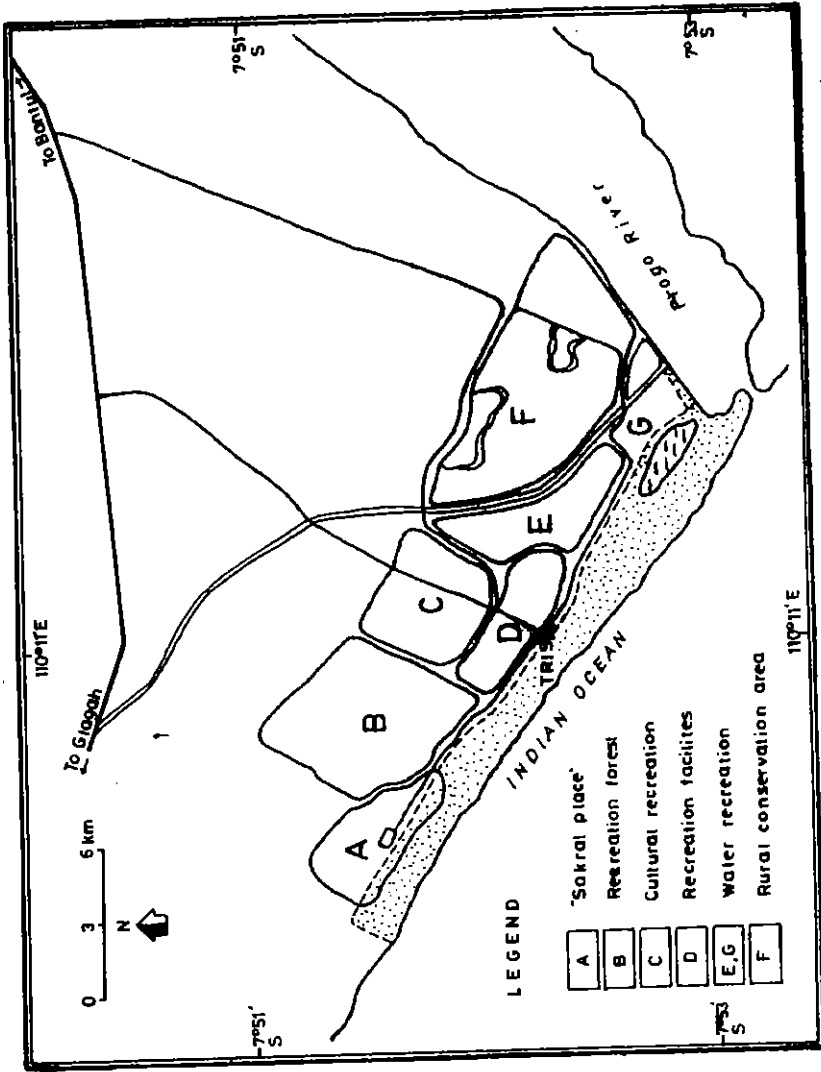 110°11'E
To Bantul
To Glagah
7°51'
S
7°51'
S
0 3 6 km
N
A
B
C
D
E
F
G
TRIS
INDIAN OCEAN
Progo River
7°53'
S
7°53'
S
110°11'E
LEGEND
A 'Sakral place'
B Recreation forest
C Cultural recreation
D Recreation facilites
E,G Water recreation
F Rural conservation area